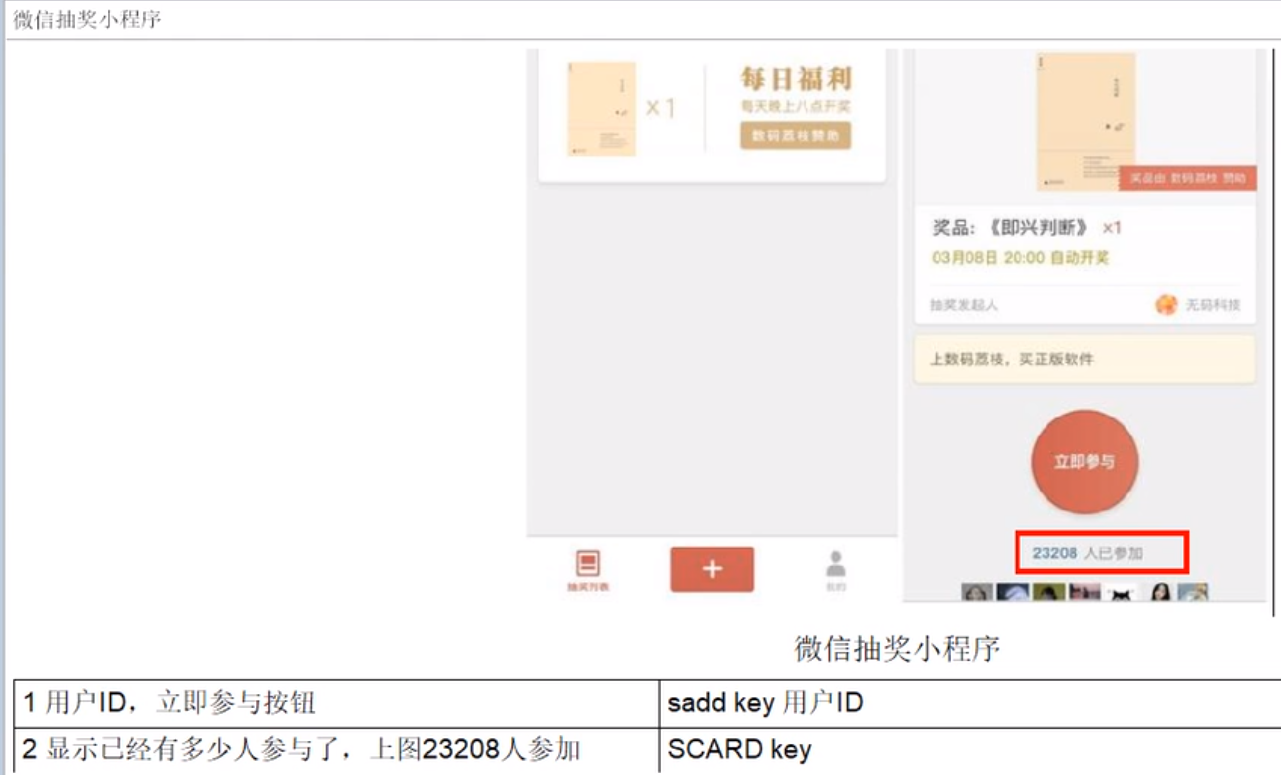 微信抽奖小程序
×1
每日福利
每天晚上八点开奖
数码荔枝赞助
抽奖列表
+
我的
奖品由 数码荔枝 赞助
奖品:《即兴判断》 ×1
03月08日 20:00 自动开奖
抽奖发起人 无码科技
上数码荔枝,买正版软件
立即参与
23208 人已参加
微信抽奖小程序
1 用户ID,立即参与按钮 sadd key 用户ID
2 显示已经有多少人参与了,上图23208人参加 SCARD key